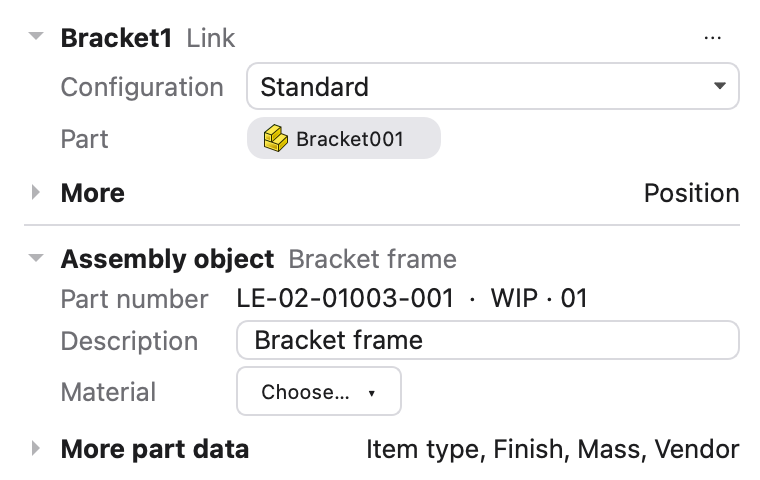 Bracket1 Link ...
Configuration Standard
Part Bracket001
More Position
Assembly object Bracket frame
Part number LE-02-01003-001 · WIP · 01
Description Bracket frame
Material Choose...
More part data Item type, Finish, Mass, Vendor